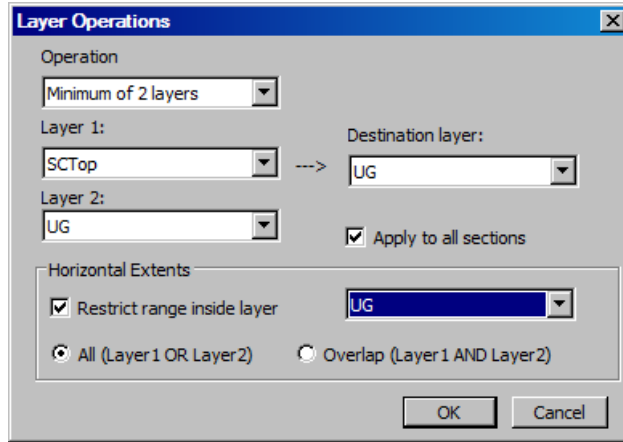 Layer Operations
Operation
Minimum of 2 layers
Layer 1:
Destination layer:
SCTop
--->
UG
Layer 2:
UG
Apply to all sections
Horizontal Extents
Restrict range inside layer
UG
All (Layer1 OR Layer2)
Overlap (Layer1 AND Layer2)
OK
Cancel